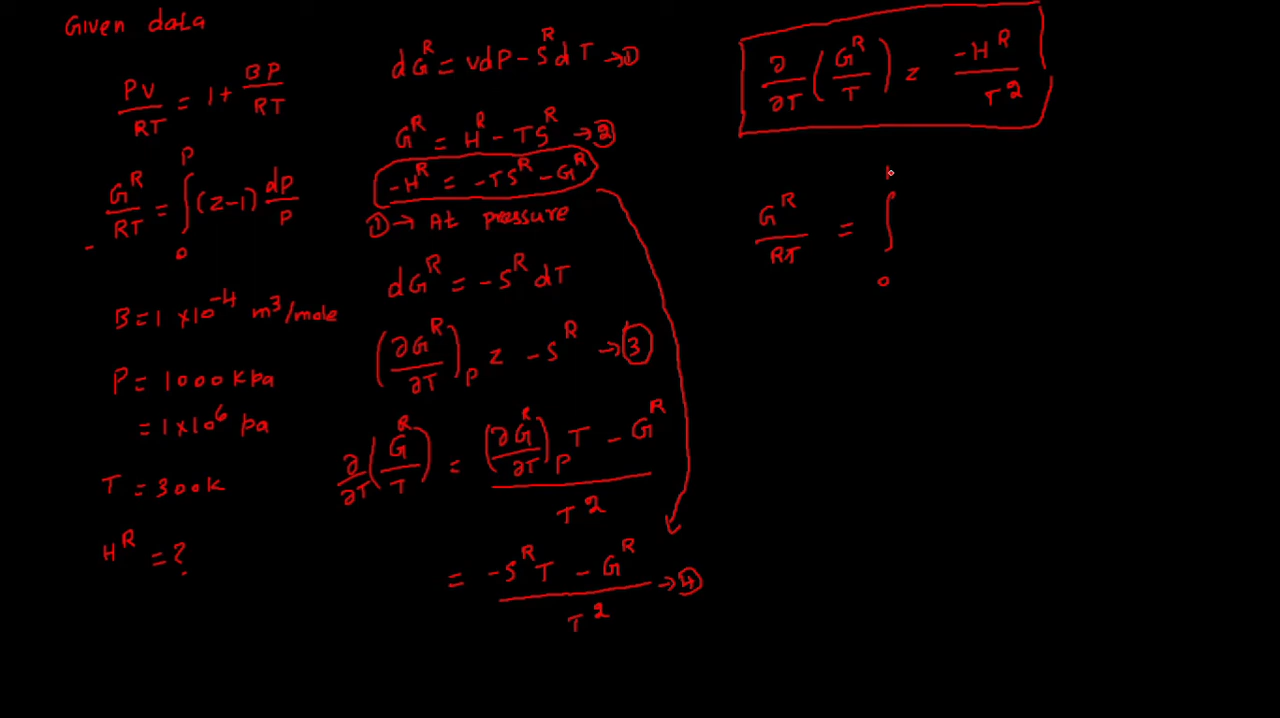 Given data
PV/RT = 1 + BP/RT
G^R/RT = ∫_0^P (z-1) dP/P
B = 1 x10^-4 m^3/mole
P = 1000 kpa
= 1 x 10^6 pa
T = 300k
H^R = ?
dG^R = vdP - S^R dT → ①
G^R = H^R - TS^R → ②
-H^R = -TS^R - G^R
① → At pressure
dG^R = -S^R dT
(∂G^R/∂T)_P = -S^R → ③
∂/∂T (G^R/T) = ((∂G^R/∂T)_P T - G^R)/T^2
= (-S^R T - G^R)/T^2 → ④
∂/∂T (G^R/T) = -H^R/T^2
G^R/RT = ∫_0